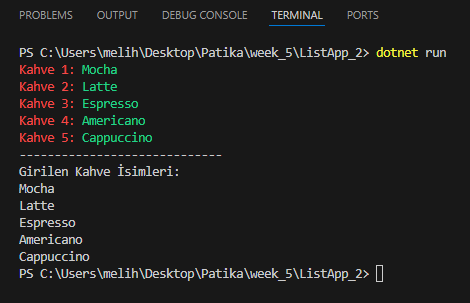 PROBLEMS OUTPUT DEBUG CONSOLE TERMINAL PORTS
PS C:\Users\melih\Desktop\Patika\week_5\ListApp_2> dotnet run
Kahve 1: Mocha
Kahve 2: Latte
Kahve 3: Espresso
Kahve 4: Americano
Kahve 5: Cappuccino
------------------------------
Girilen Kahve İsimleri:
Mocha
Latte
Espresso
Americano
Cappuccino
PS C:\Users\melih\Desktop\Patika\week_5\ListApp_2>